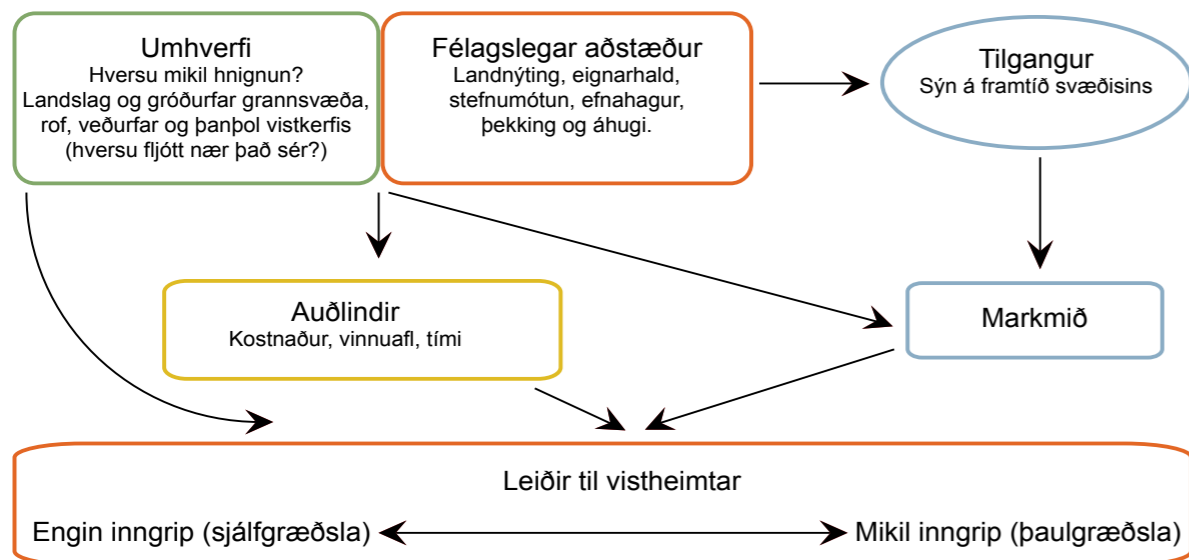 Umhverfi
Hversu mikil hnignun?
Landslag og gróðurfar grannsvæða,
rof, veðurfar og þanþol vistkerfis
(hversu fljótt nær það sér?)
Félagslegar aðstæður
Landnýting, eignarhald,
stefnumótun, efnahagur,
þekking og áhugi.
Tilgangur
Sýn á framtíð svæðisins
Auðlindir
Kostnaður, vinnuafl, tími
Markmið
Leiðir til vistheimtar
Engin inngrip (sjálfgræðsla)
Mikil inngrip (þaulgræðsla)